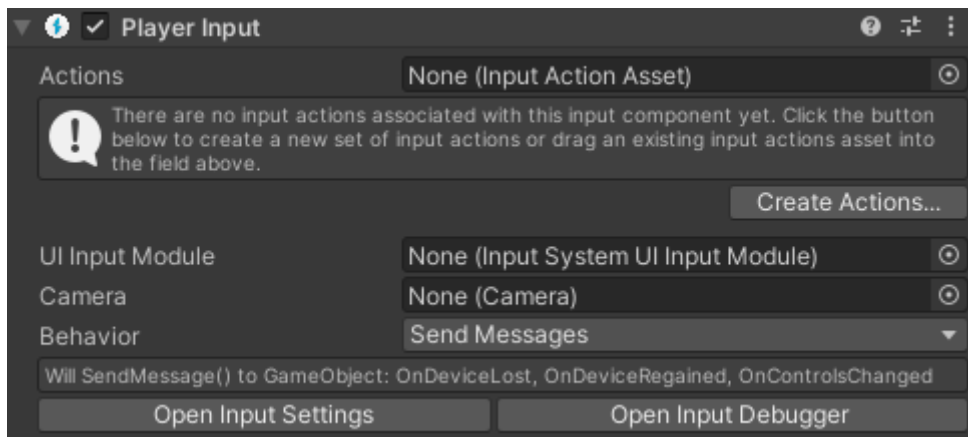 Player Input
Actions None (Input Action Asset)
There are no input actions associated with this input component yet. Click the button
below to create a new set of input actions or drag an existing input actions asset into
the field above.
Create Actions...
UI Input Module None (Input System UI Input Module)
Camera None (Camera)
Behavior Send Messages
Will SendMessage() to GameObject: OnDeviceLost, OnDeviceRegained, OnControlsChanged
Open Input Settings Open Input Debugger